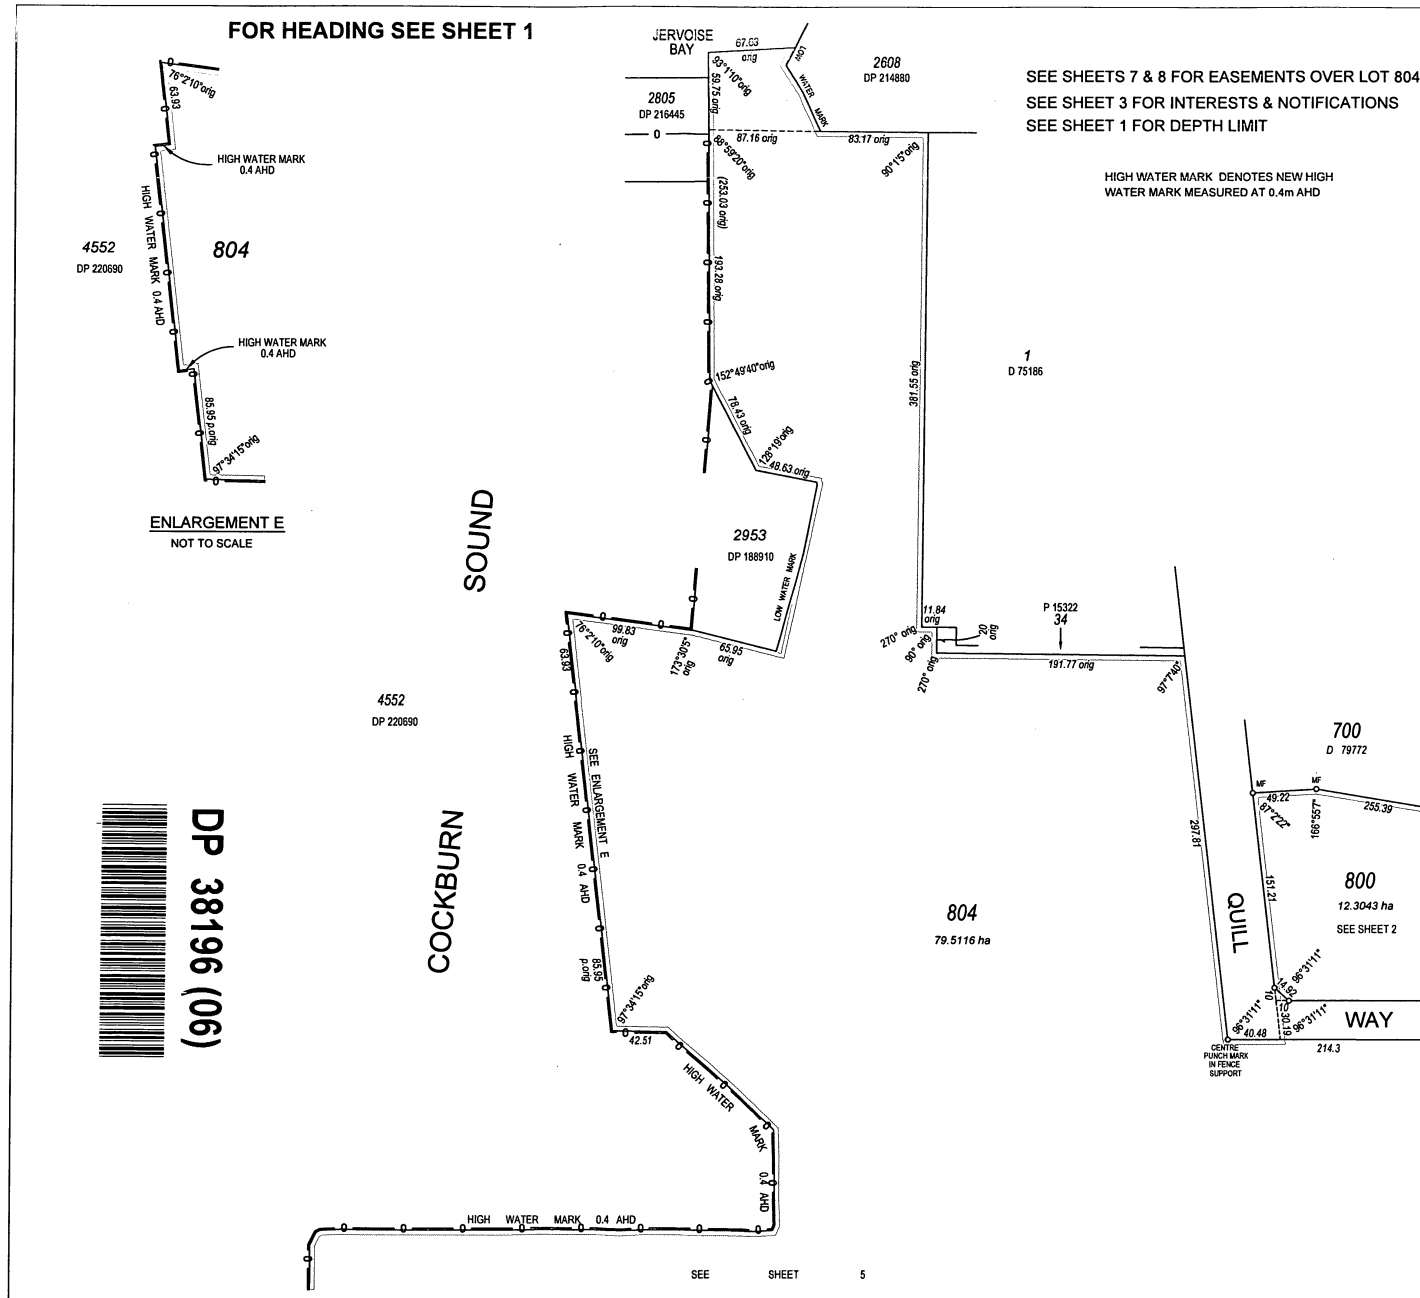 FOR HEADING SEE SHEET 1
76°2'10"orig
63.93
HIGH WATER MARK
0.4 AHD
HIGH WATER MARK 0.4 AHD
4552
DP 220690
804
HIGH WATER MARK
0.4 AHD
85.95 p.orig
97°34'15"orig
ENLARGEMENT E
NOT TO SCALE
JERVOISE
BAY
67.03
orig
93°1'10"orig
59.75 orig
LOW WATER MARK
2608
DP 214880
2805
DP 216445
87.16 orig
83.17 orig
88°59'20"orig
90°1'5"orig
(253.03 orig)
193.28 orig
SEE SHEETS 7 & 8 FOR EASEMENTS OVER LOT 804
SEE SHEET 3 FOR INTERESTS & NOTIFICATIONS
SEE SHEET 1 FOR DEPTH LIMIT
HIGH WATER MARK DENOTES NEW HIGH
WATER MARK MEASURED AT 0.4m AHD
1
D 75186
381.55 orig
152°49'40"orig
78.43 orig
128°19'orig
48.63 orig
2953
DP 188910
LOW WATER MARK
COCKBURN SOUND
76°2'10"orig
99.83
orig
173°30'5"
orig
65.95
orig
63.93
11.84
orig
20
orig
270° orig
90° orig
270° orig
P 15322
34
191.77 orig
97°7'40"
4552
DP 220690
SEE ENLARGEMENT E
HIGH WATER MARK 0.4 AHD
85.95
p.orig
97°34'15"orig
42.51
HIGH WATER MARK 0.4 AHD
HIGH WATER MARK 0.4 AHD
DP 38196 (06)
804
79.5116 ha
297.81
QUILL
WAY
700
D 79772
MF
MF
49.22
255.39
87°2'22"
166°5'57"
151.21
800
12.3043 ha
SEE SHEET 2
96°31'11"
14.92
10
10
30.19
96°31'11"
96°31'11"
40.48
214.3
CENTRE
PUNCH MARK
IN FENCE
SUPPORT
SEE SHEET 5